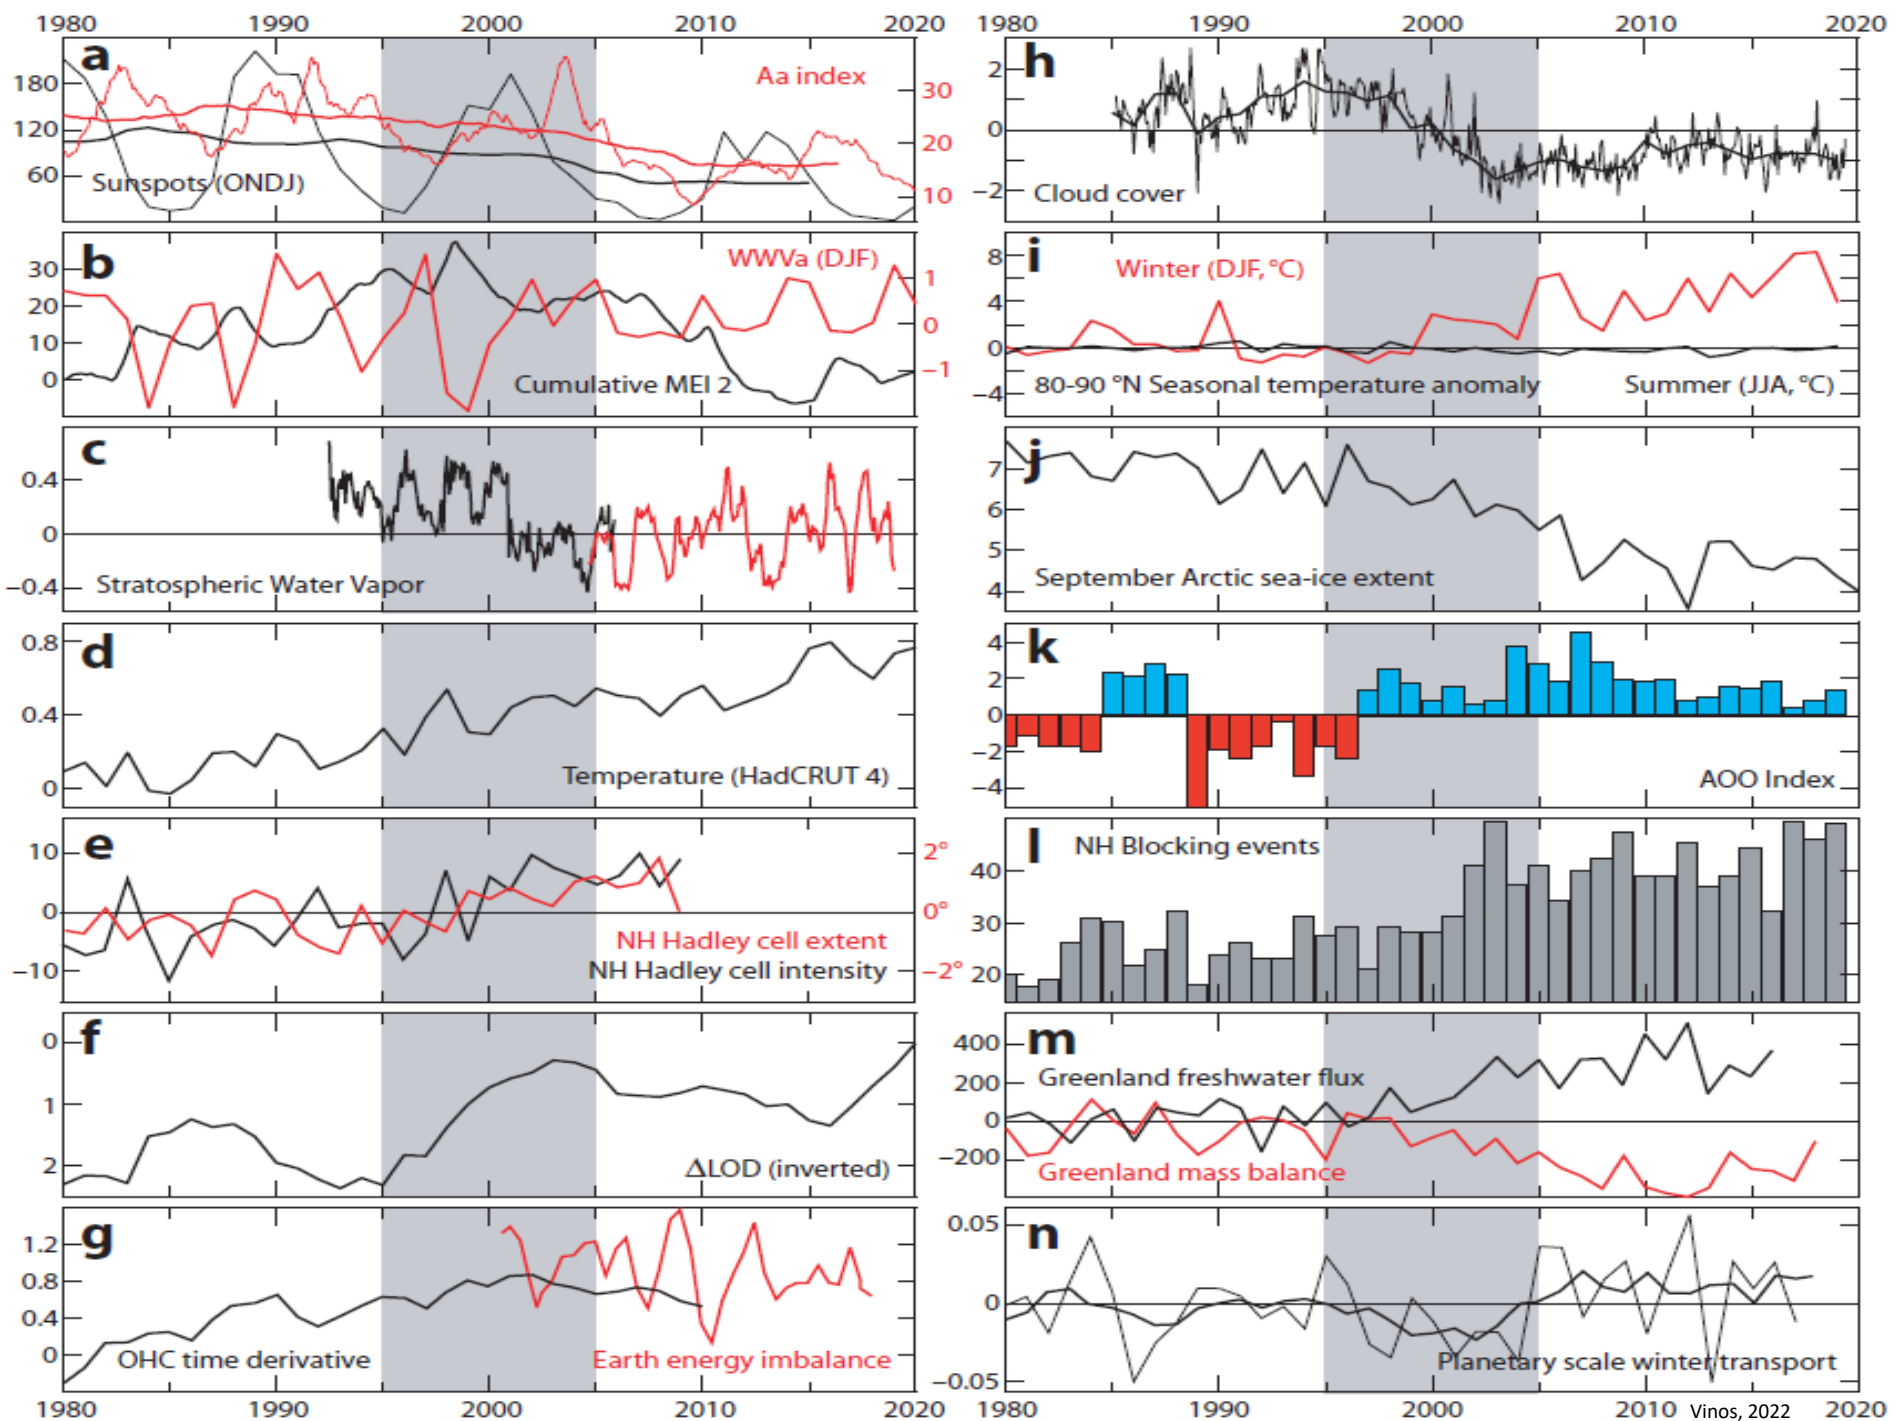 1980 1990 2000 2010 2020
a
Aa index
Sunspots (ONDJ)
180
120
60
30
20
10
b
WWVa (DJF)
Cumulative MEI 2
30
20
10
0
1
0
−1
c
Stratospheric Water Vapor
0.4
0
−0.4
d
Temperature (HadCRUT 4)
0.8
0.4
0
e
NH Hadley cell extent
NH Hadley cell intensity
10
0
−10
2°
0°
−2°
f
ΔLOD (inverted)
0
1
2
g
OHC time derivative
Earth energy imbalance
1.2
0.8
0.4
0
1980 1990 2000 2010 2020
1980 1990 2000 2010 2020
h
Cloud cover
2
0
−2
i
Winter (DJF, °C)
80-90 °N Seasonal temperature anomaly
Summer (JJA, °C)
8
4
0
−4
j
September Arctic sea-ice extent
7
6
5
4
k
AOO Index
4
2
0
−2
−4
l
NH Blocking events
40
30
20
m
Greenland freshwater flux
Greenland mass balance
400
200
0
−200
n
Planetary scale winter transport
0.05
0
−0.05
1980 1990 2000 2010 2020
Vinos, 2022